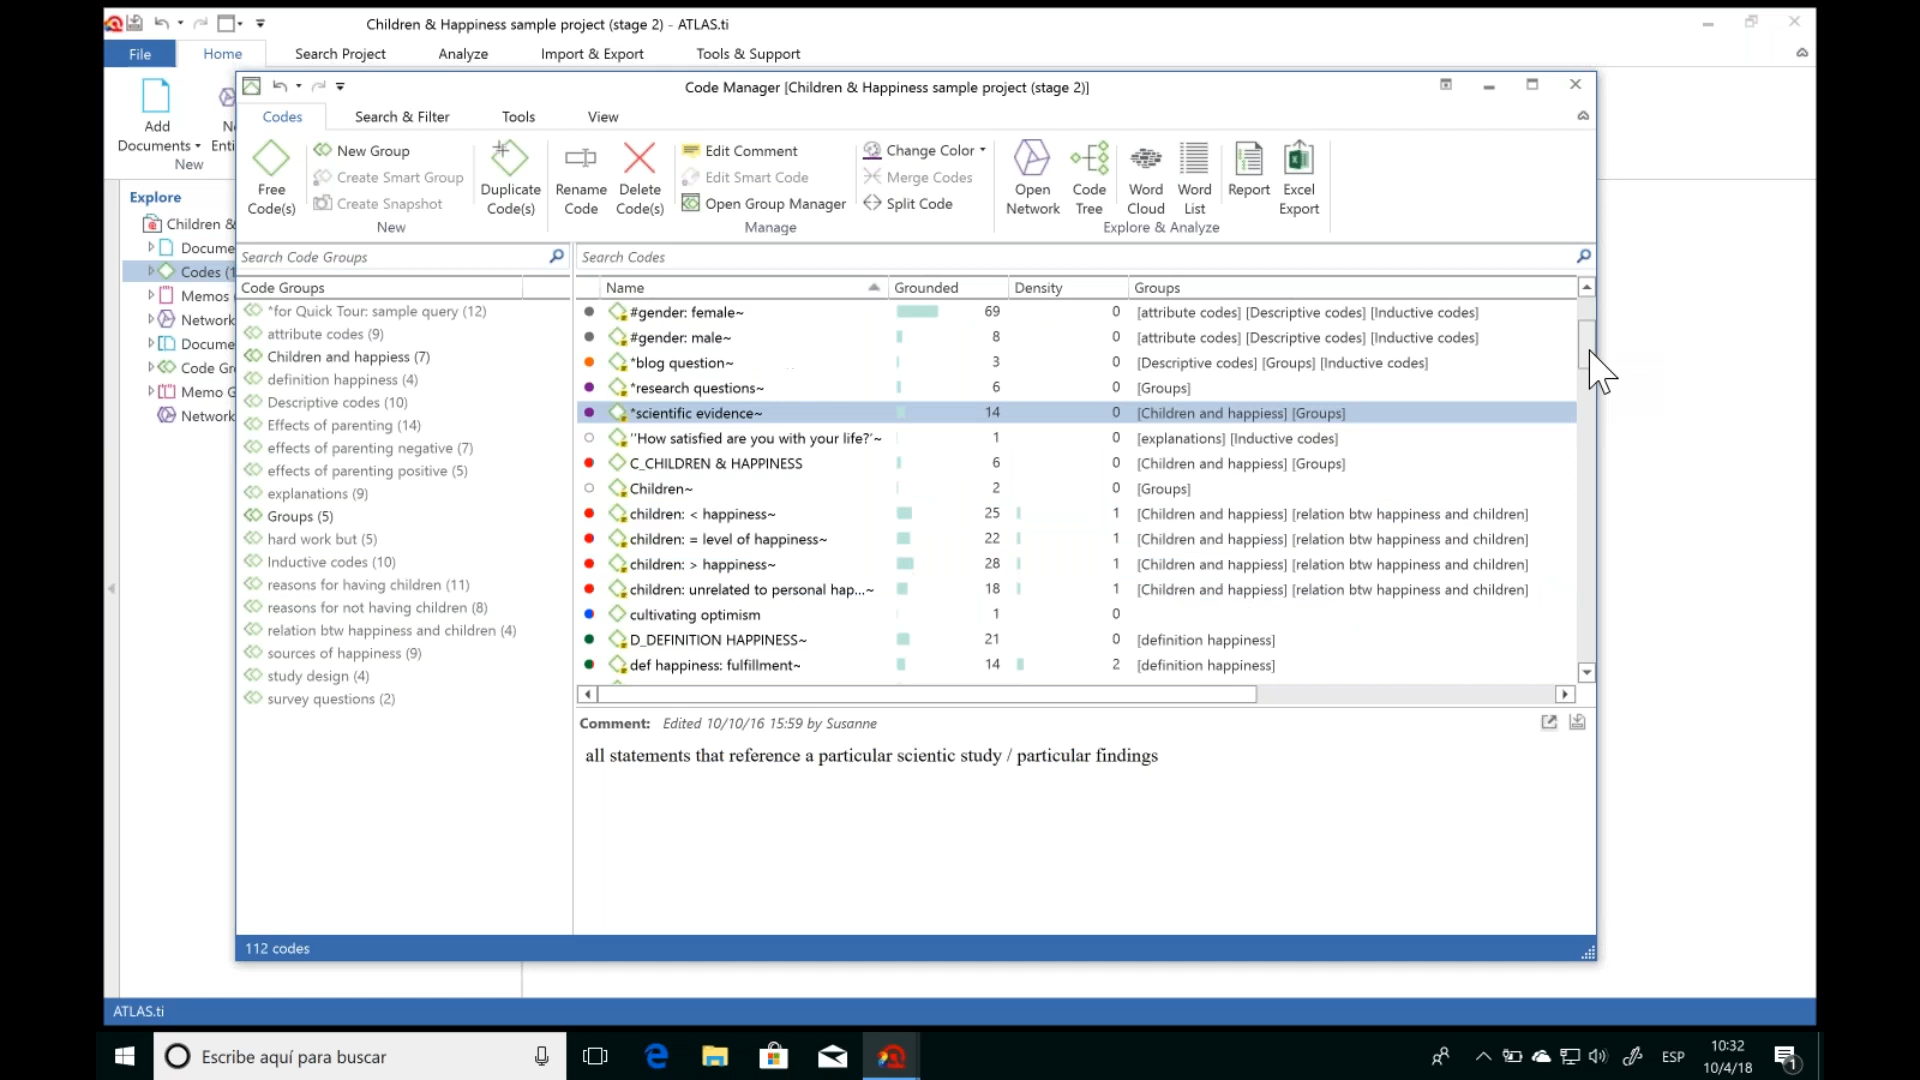 Children & Happiness sample project (stage 2) - ATLAS.ti
File Home Search Project Analyze Import & Export Tools & Support
Add
Documents
New
Code Manager [Children & Happiness sample project (stage 2)]
Codes Search & Filter Tools View
Free
Code(s)
New Group
Create Smart Group
Create Snapshot
New
Duplicate
Code(s)
Rename
Code
Delete
Code(s)
Edit Comment
Edit Smart Code
Open Group Manager
Manage
Change Color
Merge Codes
Split Code
Open
Network
Code
Tree
Word
Cloud
Word
List
Explore & Analyze
Report
Excel
Export
Explore
Children &
Docume
Codes (1
Memos
Network
Docume
Code Gr
Memo G
Network
Search Code Groups
Code Groups
*for Quick Tour: sample query (12)
attribute codes (9)
Children and happiess (7)
definition happiness (4)
Descriptive codes (10)
Effects of parenting (14)
effects of parenting negative (7)
effects of parenting positive (5)
explanations (9)
Groups (5)
hard work but (5)
Inductive codes (10)
reasons for having children (11)
reasons for not having children (8)
relation btw happiness and children (4)
sources of happiness (9)
study design (4)
survey questions (2)
Search Codes
Name Grounded Density Groups
#gender: female~ 69 0 [attribute codes] [Descriptive codes] [Inductive codes]
#gender: male~ 8 0 [attribute codes] [Descriptive codes] [Inductive codes]
*blog question~ 3 0 [Descriptive codes] [Groups] [Inductive codes]
*research questions~ 6 0 [Groups]
*scientific evidence~ 14 0 [Children and happiess] [Groups]
''How satisfied are you with your life?'~ 1 0 [explanations] [Inductive codes]
C_CHILDREN & HAPPINESS 6 0 [Children and happiess] [Groups]
Children~ 2 0 [Groups]
children: < happiness~ 25 1 [Children and happiess] [relation btw happiness and children]
children: = level of happiness~ 22 1 [Children and happiess] [relation btw happiness and children]
children: > happiness~ 28 1 [Children and happiess] [relation btw happiness and children]
children: unrelated to personal hap...~ 18 1 [Children and happiess] [relation btw happiness and children]
cultivating optimism 1 0
D_DEFINITION HAPPINESS~ 21 0 [definition happiness]
def happiness: fulfillment~ 14 2 [definition happiness]
Comment: Edited 10/10/16 15:59 by Susanne
all statements that reference a particular scientic study / particular findings
112 codes
ATLAS.ti
Escribe aquí para buscar
ESP
10:32
10/4/18
1